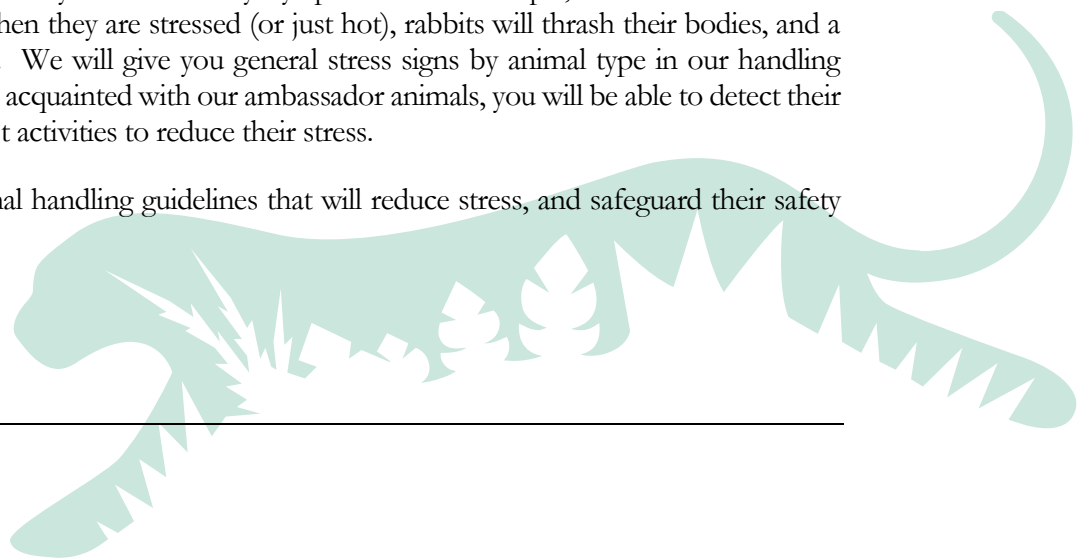 hen they are stressed (or just hot), rabbits will thrash their bodies, and a
We will give you general stress signs by animal type in our handling
acquainted with our ambassador animals, you will be able to detect their
t activities to reduce their stress.
nal handling guidelines that will reduce stress, and safeguard their safety